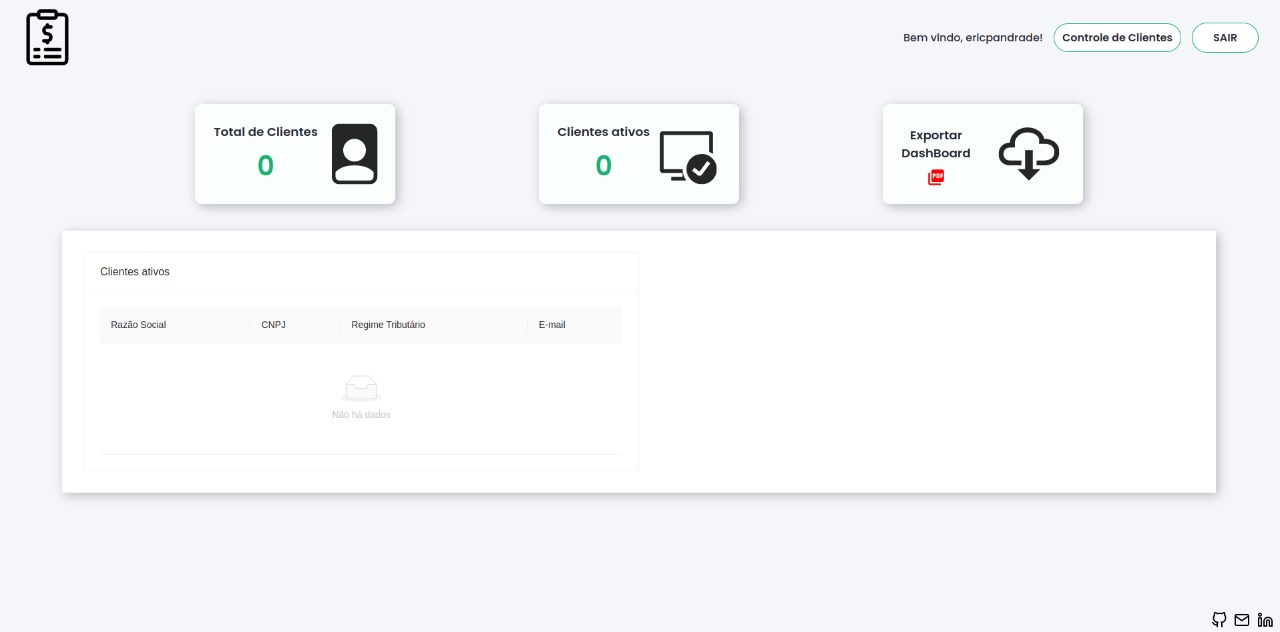 $
Bem vindo, ericpandrade!
Controle de Clientes
SAIR
Total de Clientes
0
Clientes ativos
0
Exportar
DashBoard
PDF
Clientes ativos
Razão Social
CNPJ
Regime Tributário
E-mail
Não há dados
in